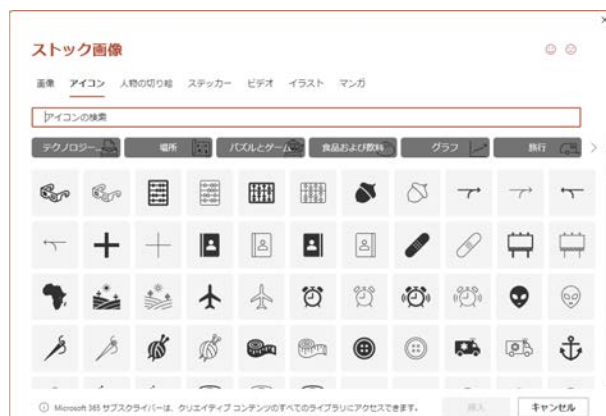 ストック画像
画像 アイコン 人物の切り絵 ステッカー ビデオ イラスト マンガ
アイコンの検索
テクノロジー... 場所 パズルとゲーム 食品および飲料 グラフ 旅行
Microsoft 365 サブスクライバーは、クリエイティブ コンテンツのすべてのライブラリにアクセスできます。 挿入 キャンセル